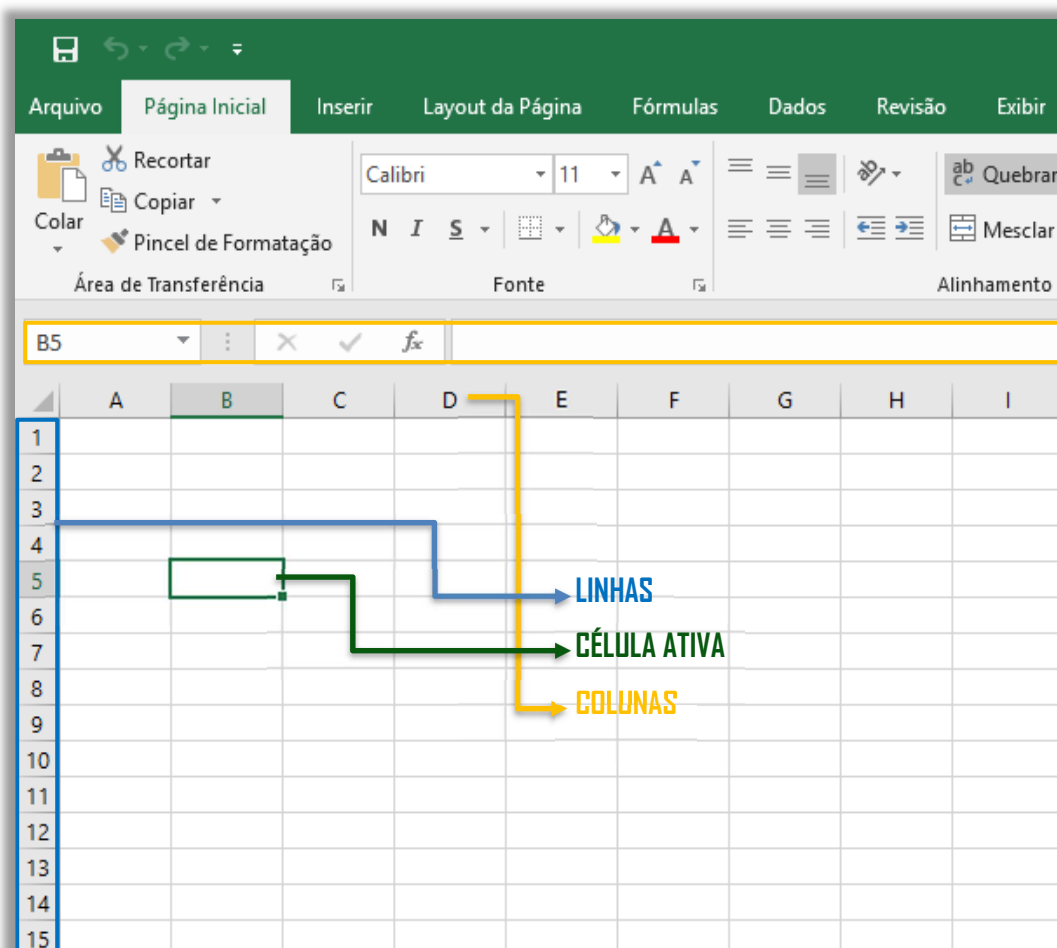 Arquivo Página Inicial Inserir Layout da Página Fórmulas Dados Revisão Exibir
Recortar
Copiar
Pincel de Formatação
Colar
Área de Transferência
Calibri 11 A A
N I S A
Fonte
ab c Quebrar
Mesclar
Alinhamento
B5 fx
A B C D E F G H I
1
2
3
4
5
LINHAS
6
7
CÉLULA ATIVA
8
COLUNAS
9
10
11
12
13
14
15